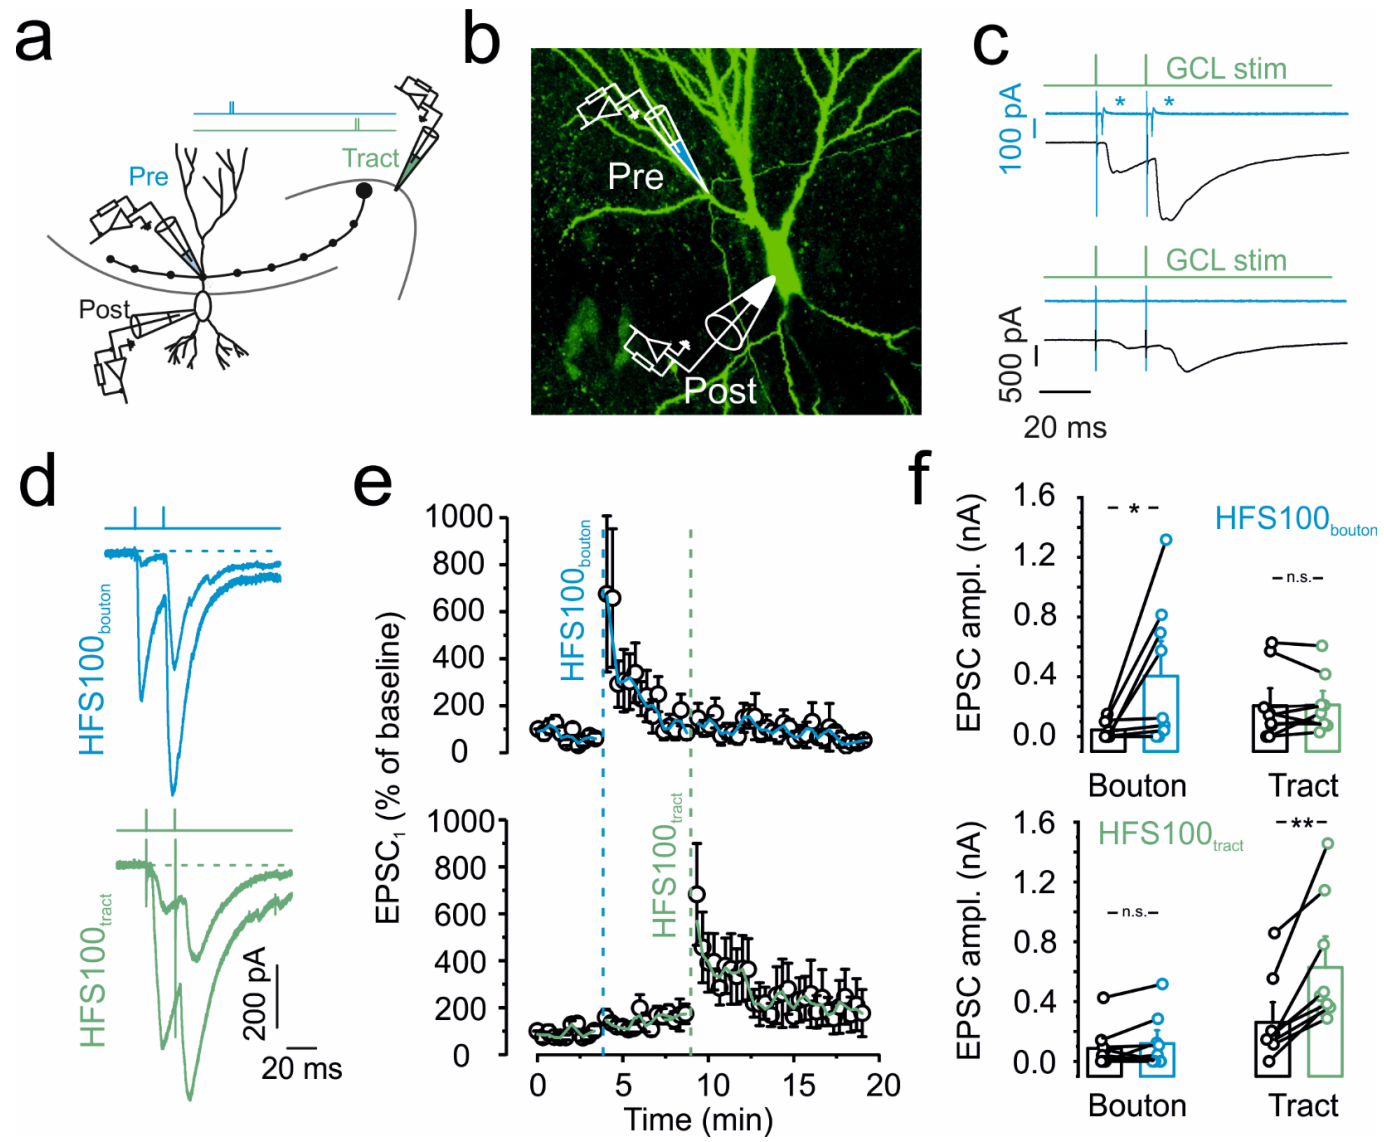 a
Pre
Tract
Post
b
Pre
Post
c
GCL stim
* *
100 pA
GCL stim
500 pA
20 ms
d
HFS100bouton
HFS100tract
200 pA
20 ms
e
EPSC1 (% of baseline)
1000
800
600
400
200
0
HFS100bouton
1000
800
600
400
200
0
HFS100tract
0 5 10 15 20
Time (min)
f
EPSC ampl. (nA)
1.6
1.2
0.8
0.4
0.0
*
HFS100bouton
n.s.
Bouton Tract
EPSC ampl. (nA)
1.6
1.2
0.8
0.4
0.0
HFS100tract
**
n.s.
Bouton Tract